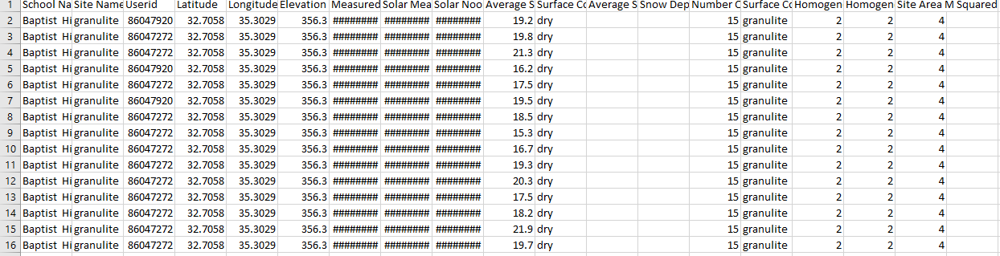 1 School Na Site Name Userid Latitude Longitude Elevation Measured Solar Mea Solar Noo Average S Surface Co Average S Snow Dep Number C Surface Co Homogen Homogen Site Area M Squared
2 Baptist Hi granulite 86047920 32.7058 35.3029 356.3 ######## ######## ######## 19.2 dry 15 granulite 2 2 4
3 Baptist Hi granulite 86047272 32.7058 35.3029 356.3 ######## ######## ######## 19.8 dry 15 granulite 2 2 4
4 Baptist Hi granulite 86047272 32.7058 35.3029 356.3 ######## ######## ######## 21.3 dry 15 granulite 2 2 4
5 Baptist Hi granulite 86047920 32.7058 35.3029 356.3 ######## ######## ######## 16.2 dry 15 granulite 2 2 4
6 Baptist Hi granulite 86047272 32.7058 35.3029 356.3 ######## ######## ######## 17.5 dry 15 granulite 2 2 4
7 Baptist Hi granulite 86047920 32.7058 35.3029 356.3 ######## ######## ######## 19.5 dry 15 granulite 2 2 4
8 Baptist Hi granulite 86047272 32.7058 35.3029 356.3 ######## ######## ######## 18.5 dry 15 granulite 2 2 4
9 Baptist Hi granulite 86047272 32.7058 35.3029 356.3 ######## ######## ######## 15.3 dry 15 granulite 2 2 4
10 Baptist Hi granulite 86047272 32.7058 35.3029 356.3 ######## ######## ######## 16.7 dry 15 granulite 2 2 4
11 Baptist Hi granulite 86047272 32.7058 35.3029 356.3 ######## ######## ######## 19.3 dry 15 granulite 2 2 4
12 Baptist Hi granulite 86047272 32.7058 35.3029 356.3 ######## ######## ######## 20.3 dry 15 granulite 2 2 4
13 Baptist Hi granulite 86047272 32.7058 35.3029 356.3 ######## ######## ######## 17.5 dry 15 granulite 2 2 4
14 Baptist Hi granulite 86047272 32.7058 35.3029 356.3 ######## ######## ######## 18.2 dry 15 granulite 2 2 4
15 Baptist Hi granulite 86047272 32.7058 35.3029 356.3 ######## ######## ######## 21.9 dry 15 granulite 2 2 4
16 Baptist Hi granulite 86047272 32.7058 35.3029 356.3 ######## ######## ######## 19.7 dry 15 granulite 2 2 4